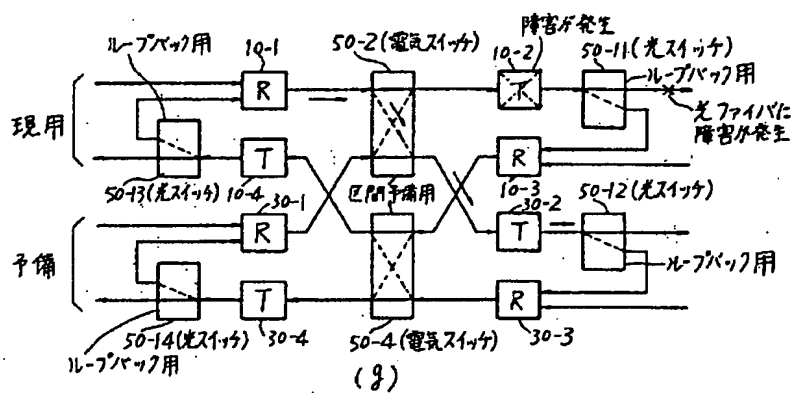 ループバック用
10-1
50-2(電気スイッチ)
障害が発生
10-2
50-11(光スイッチ)
ループバック用
R
T
光ファイバに
障害が発生
現用
T
R
50-13(光スイッチ)
10-4
区間予備用
10-3
50-12(光スイッチ)
30-1
30-2
R
T
予備
ループバック用
T
R
50-14(光スイッチ)
30-4
50-4(電気スイッチ)
30-3
ループバック用
(g)